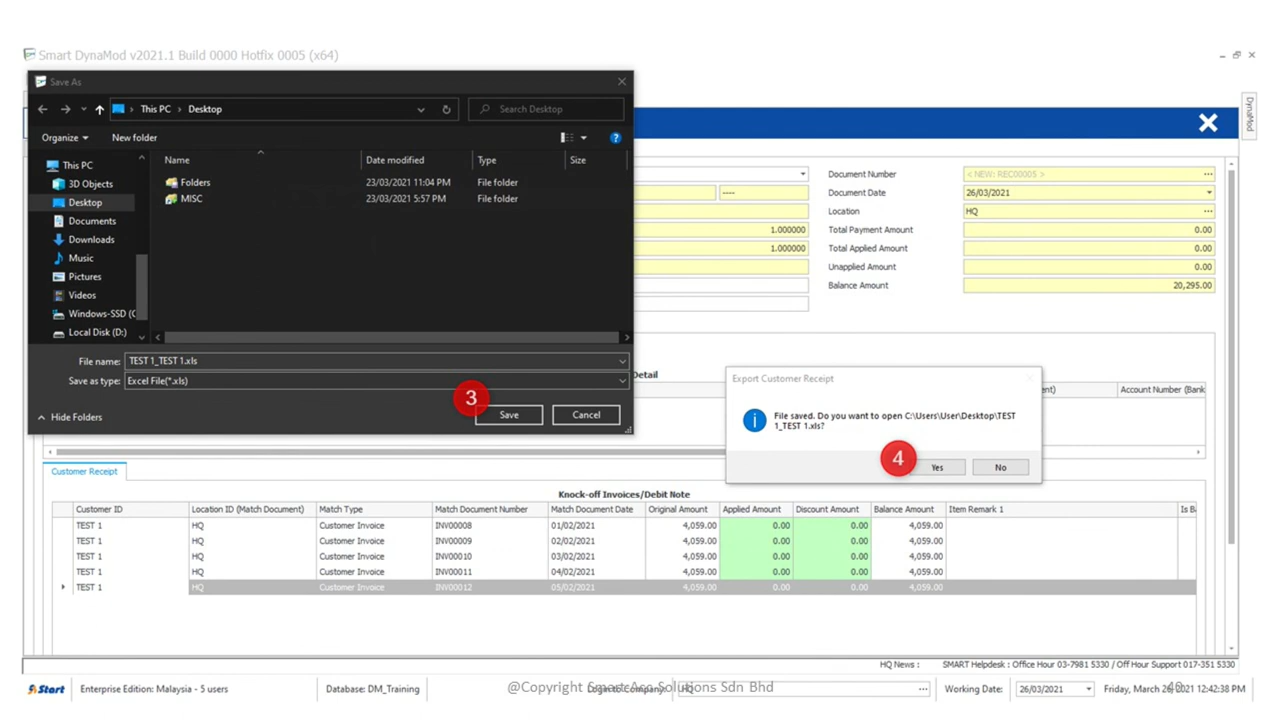 Smart DynaMod v2021.1 Build 0000 Hotfix 0005 (x64)
Save As
This PC > Desktop
Search Desktop
Organize
New folder
Name Date modified Type Size
This PC
3D Objects
Desktop
Documents
Downloads
Music
Pictures
Videos
Windows-SSD (C
Local Disk (D:)
Folders 23/03/2021 11:04 PM File folder
MISC 23/03/2021 5:57 PM File folder
File name: TEST 1_TEST 1.xls
Save as type: Excel File(*.xls)
Hide Folders
3
Save
Cancel
DynaMod
----
1.000000
1.000000
Document Number < NEW: REC00005 >
Document Date 26/03/2021
Location HQ
Total Payment Amount 0.00
Total Applied Amount 0.00
Unapplied Amount 0.00
Balance Amount 20,295.00
Detail
ent) Account Number (Bank
Export Customer Receipt
File saved. Do you want to open C:\Users\User\Desktop\TEST
1_TEST 1.xls?
4
Yes
No
Customer Receipt
Knock-off Invoices/Debit Note
Customer ID Location ID (Match Document) Match Type Match Document Number Match Document Date Original Amount Applied Amount Discount Amount Balance Amount Item Remark 1 Is B
TEST 1 HQ Customer Invoice INV00008 01/02/2021 4,059.00 0.00 0.00 4,059.00
TEST 1 HQ Customer Invoice INV00009 02/02/2021 4,059.00 0.00 0.00 4,059.00
TEST 1 HQ Customer Invoice INV00010 03/02/2021 4,059.00 0.00 0.00 4,059.00
TEST 1 HQ Customer Invoice INV00011 04/02/2021 4,059.00 0.00 0.00 4,059.00
TEST 1 HQ Customer Invoice INV00012 05/02/2021 4,059.00 0.00 0.00 4,059.00
HQ News : SMART Helpdesk : Office Hour 03-7981 5330 / Off Hour Support 017-351 5330
Start
Enterprise Edition: Malaysia - 5 users
Database: DM_Training
@Copyright Smart-Acc Solutions Sdn Bhd
Login to Company: HQ
Working Date: 26/03/2021
Friday, March 26, 2021 12:42:38 PM